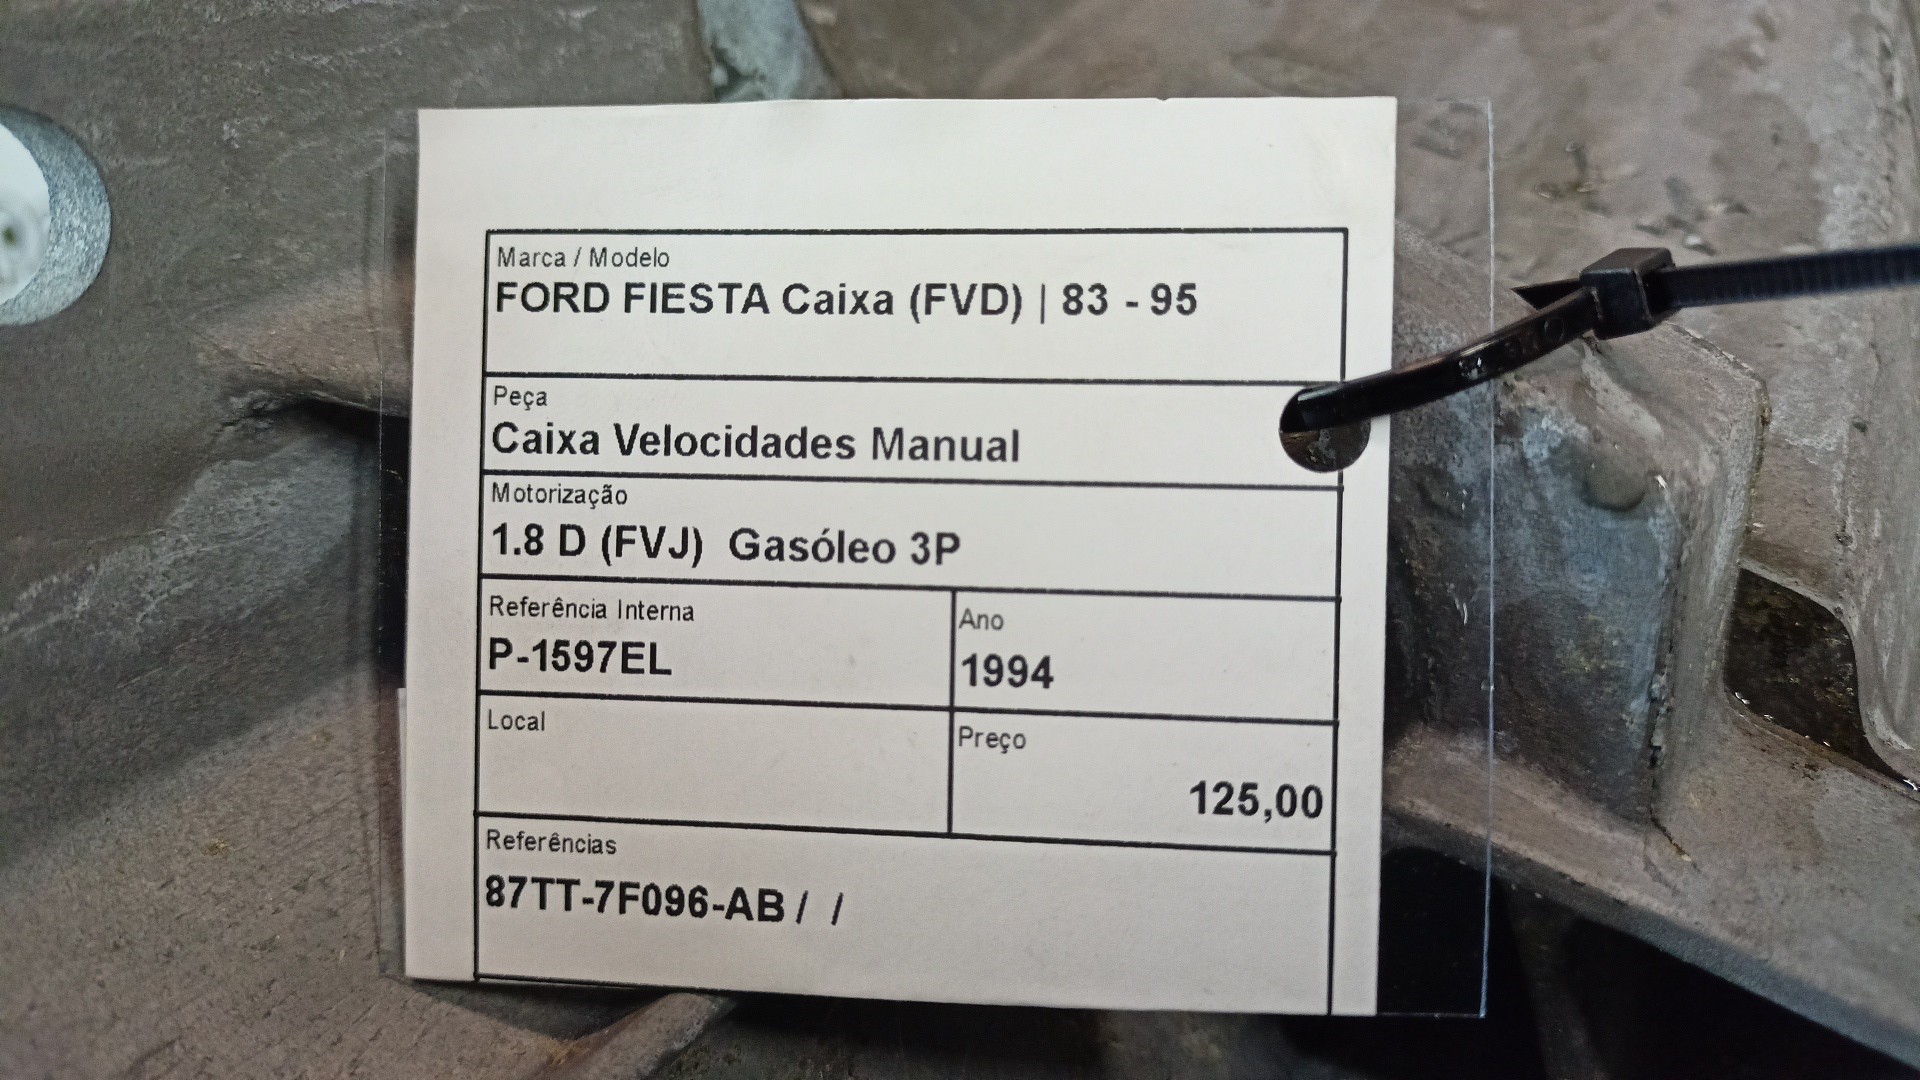 Marca / Modelo
FORD FIESTA Caixa (FVD) | 83 - 95
Peça
Caixa Velocidades Manual
Motorização
1.8 D (FVJ) Gasóleo 3P
Referência Interna
P-1597EL
Ano
1994
Local
Preço
125,00
Referências
87TT-7F096-AB / /